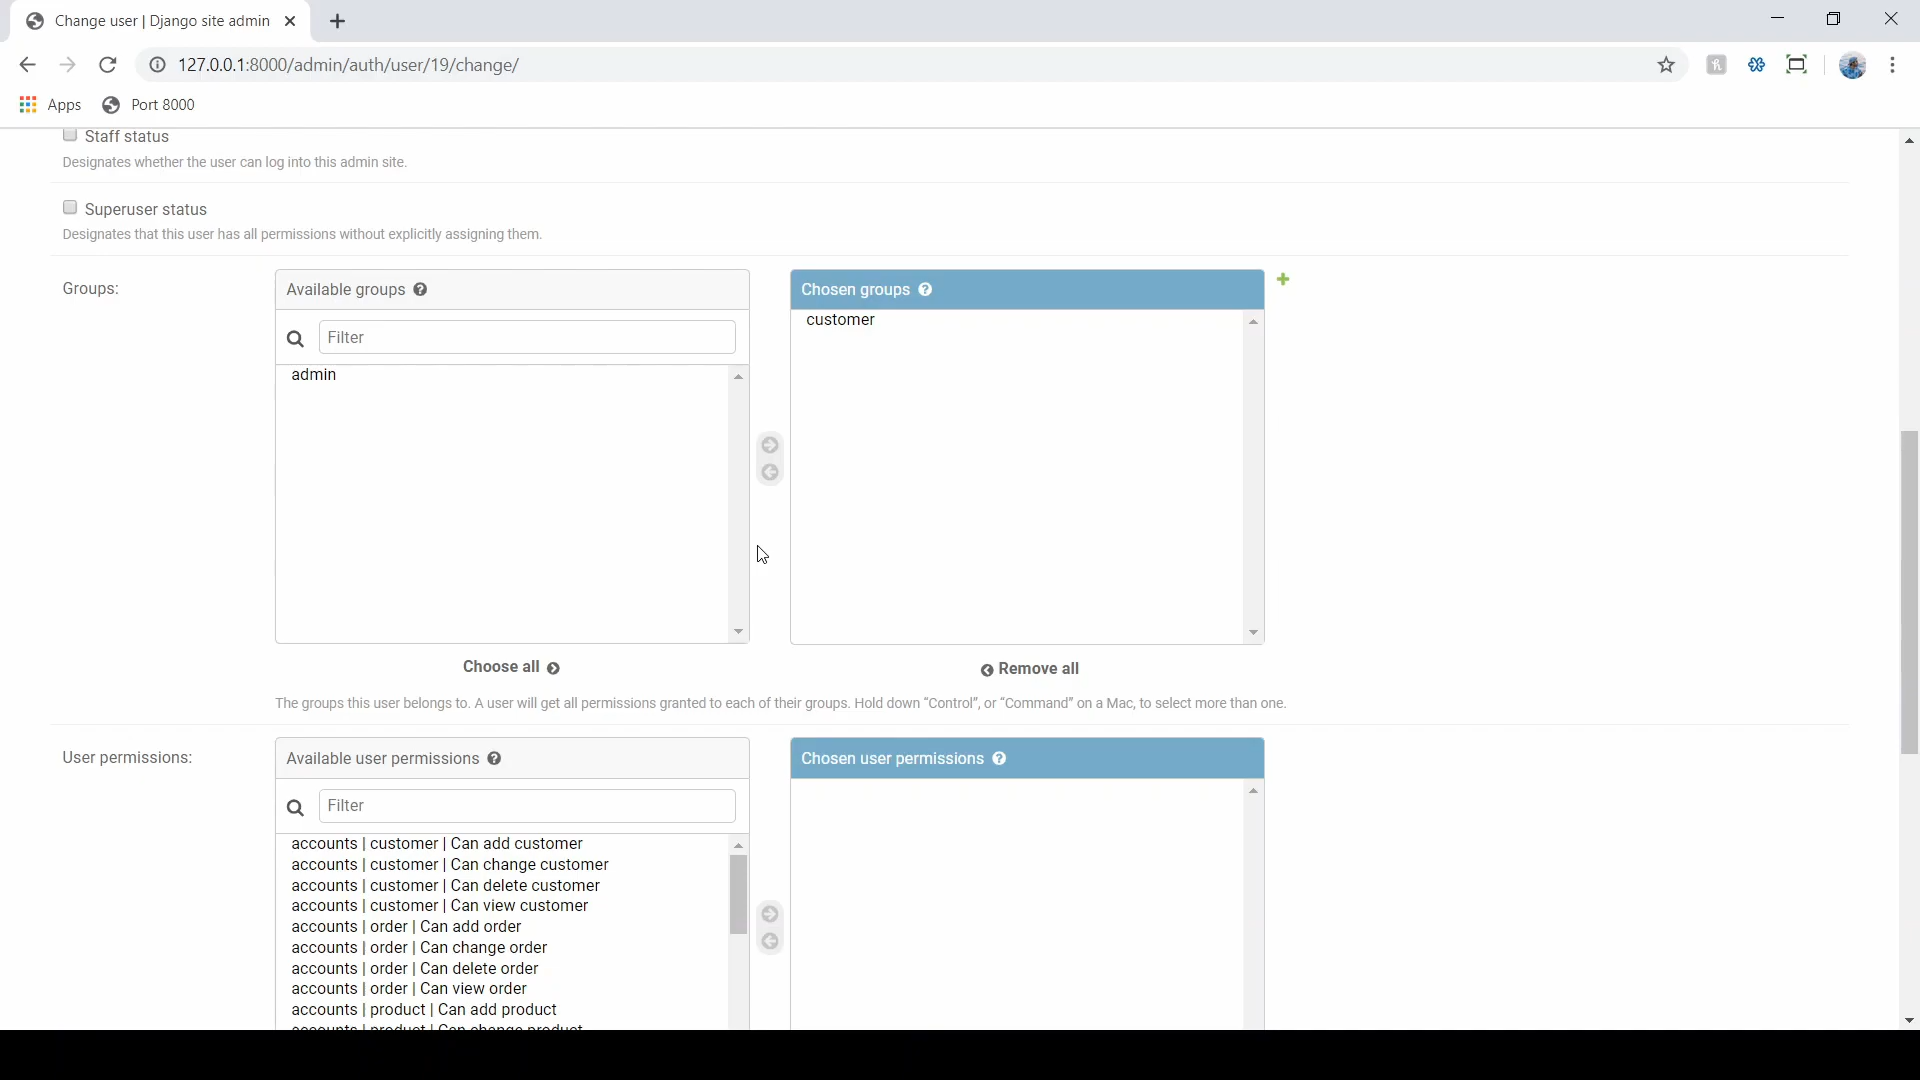 Change user | Django site admin
127.0.0.1:8000/admin/auth/user/19/change/
Apps
Port 8000
Staff status
Designates whether the user can log into this admin site.
Superuser status
Designates that this user has all permissions without explicitly assigning them.
Groups:
Available groups
Chosen groups
Filter
customer
admin
Choose all
Remove all
The groups this user belongs to. A user will get all permissions granted to each of their groups. Hold down “Control”, or “Command” on a Mac, to select more than one.
User permissions:
Available user permissions
Chosen user permissions
Filter
accounts | customer | Can add customer
accounts | customer | Can change customer
accounts | customer | Can delete customer
accounts | customer | Can view customer
accounts | order | Can add order
accounts | order | Can change order
accounts | order | Can delete order
accounts | order | Can view order
accounts | product | Can add product
accounts | product | Can change product